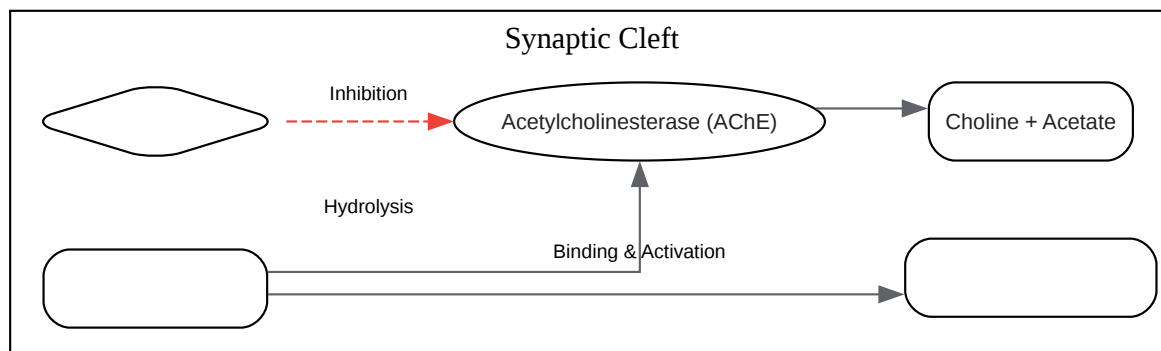 Synaptic Cleft
Inhibition
Acetylcholinesterase (AChE)
Choline + Acetate
Hydrolysis
Binding & Activation